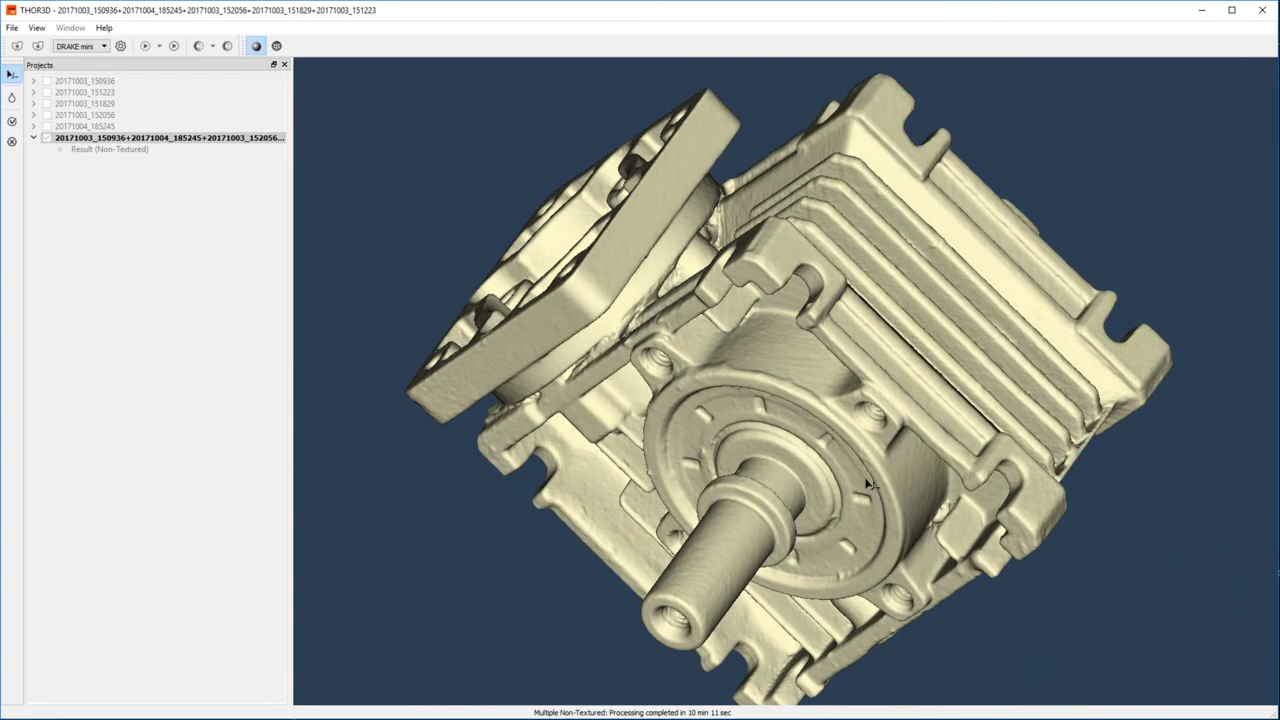 THOR3D - 20171003_150936+20171004_185245+20171003_152056+20171003_151829+20171003_151223
File View Window Help
DRAKE mini
Projects
20171003_150936
20171003_151223
20171003_151829
20171003_152056
20171004_185245
20171003_150936+20171004_185245+20171003_152056...
Result (Non-Textured)
Multiple Non-Textured: Processing completed in 10 min 11 sec